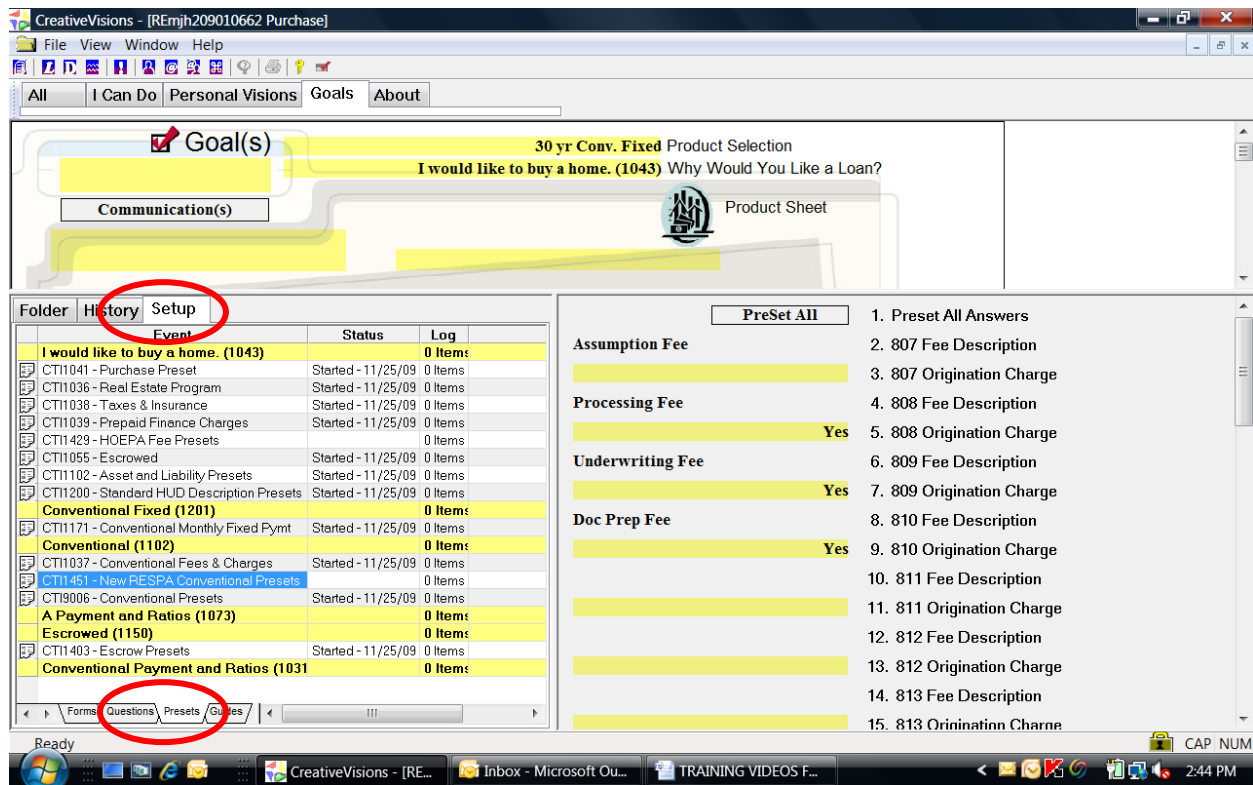 CreativeVisions - [REmjh209010662 Purchase]
File View Window Help
All I Can Do Personal Visions Goals About
Goal(s)
30 yr Conv. Fixed Product Selection
I would like to buy a home. (1043) Why Would You Like a Loan?
Communication(s)
Product Sheet
Folder History Setup
Event Status Log
I would like to buy a home. (1043) 0 Items
CTI1041 - Purchase Preset Started - 11/25/09 0 Items
CTI1036 - Real Estate Program Started - 11/25/09 0 Items
CTI1038 - Taxes & Insurance Started - 11/25/09 0 Items
CTI1039 - Prepaid Finance Charges Started - 11/25/09 0 Items
CTI1429 - HOEPA Fee Presets 0 Items
CTI1055 - Escrowed Started - 11/25/09 0 Items
CTI1102 - Asset and Liability Presets Started - 11/25/09 0 Items
CTI1200 - Standard HUD Description Presets Started - 11/25/09 0 Items
Conventional Fixed (1201) 0 Items
CTI1171 - Conventional Monthly Fixed Pymt Started - 11/25/09 0 Items
Conventional (1102) 0 Items
CTI1037 - Conventional Fees & Charges Started - 11/25/09 0 Items
CTI1451 - New RESPA Conventional Presets 0 Items
CTI9006 - Conventional Presets Started - 11/25/09 0 Items
A Payment and Ratios (1073) 0 Items
Escrowed (1150) 0 Items
CTI1403 - Escrow Presets Started - 11/25/09 0 Items
Conventional Payment and Ratios (1031 0 Items
Forms Questions Presets Guides
PreSet All 1. Preset All Answers
Assumption Fee 2. 807 Fee Description
3. 807 Origination Charge
Processing Fee 4. 808 Fee Description
Yes 5. 808 Origination Charge
Underwriting Fee 6. 809 Fee Description
Yes 7. 809 Origination Charge
Doc Prep Fee 8. 810 Fee Description
Yes 9. 810 Origination Charge
10. 811 Fee Description
11. 811 Origination Charge
12. 812 Fee Description
13. 812 Origination Charge
14. 813 Fee Description
15. 813 Origination Charge
Ready CAP NUM
CreativeVisions - [RE... Inbox - Microsoft Ou... TRAINING VIDEOS F... 2:44 PM